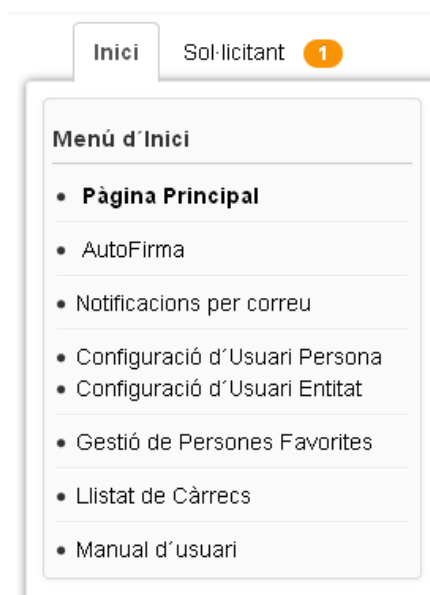 Inici Sol·licitant 1
Menú d´Inici
Pàgina Principal
AutoFirma
Notificacions per correu
Configuració d´Usuari Persona
Configuració d´Usuari Entitat
Gestió de Persones Favorites
Llistat de Càrrecs
Manual d´usuari